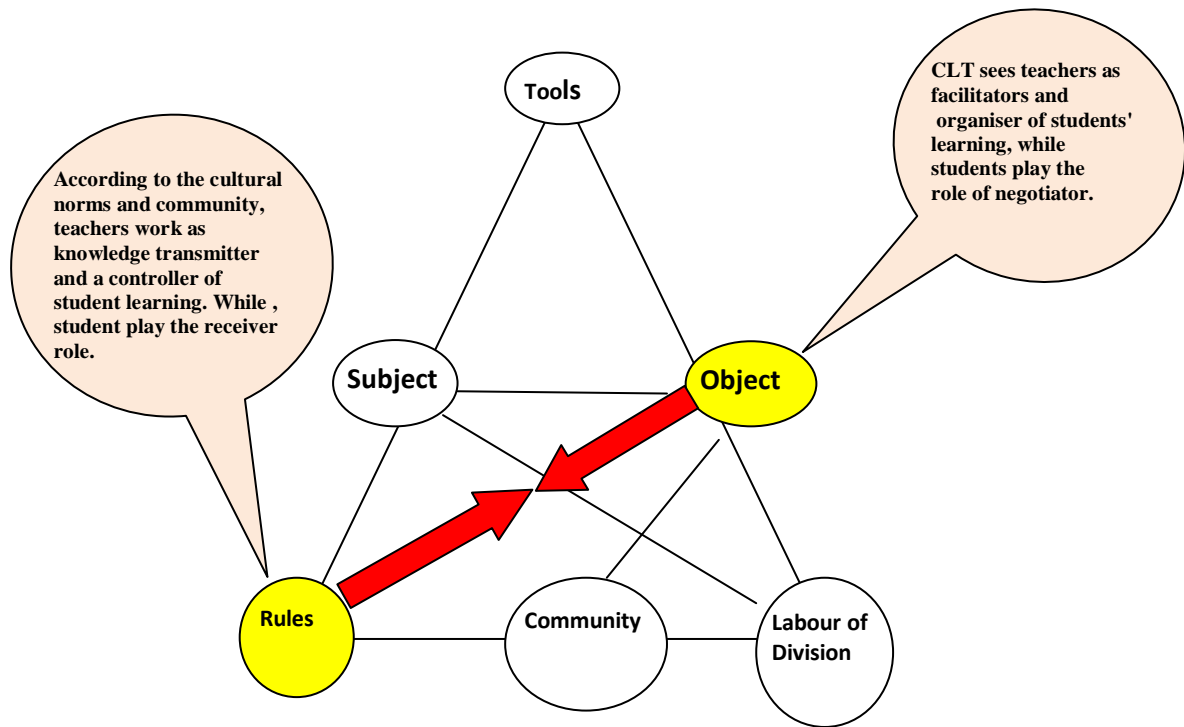 Tools
CLT sees teachers as
facilitators and
organiser of students'
learning, while
students play the
role of negotiator.
According to the cultural
norms and community,
teachers work as
knowledge transmitter
and a controller of
student learning. While ,
student play the receiver
role.
Subject
Object
Rules
Community
Labour of
Division